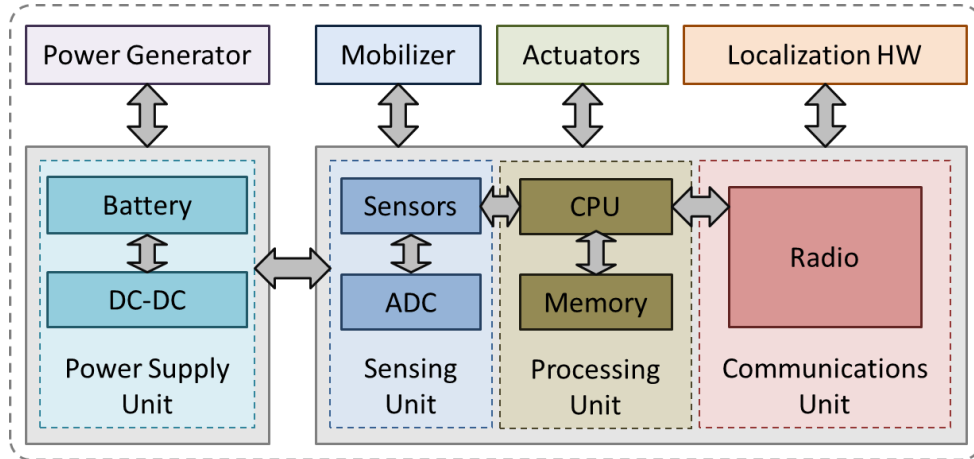 Power Generator
Mobilizer
Actuators
Localization HW
Battery
DC-DC
Power Supply
Unit
Sensors
ADC
Sensing
Unit
CPU
Memory
Processing
Unit
Radio
Communications
Unit